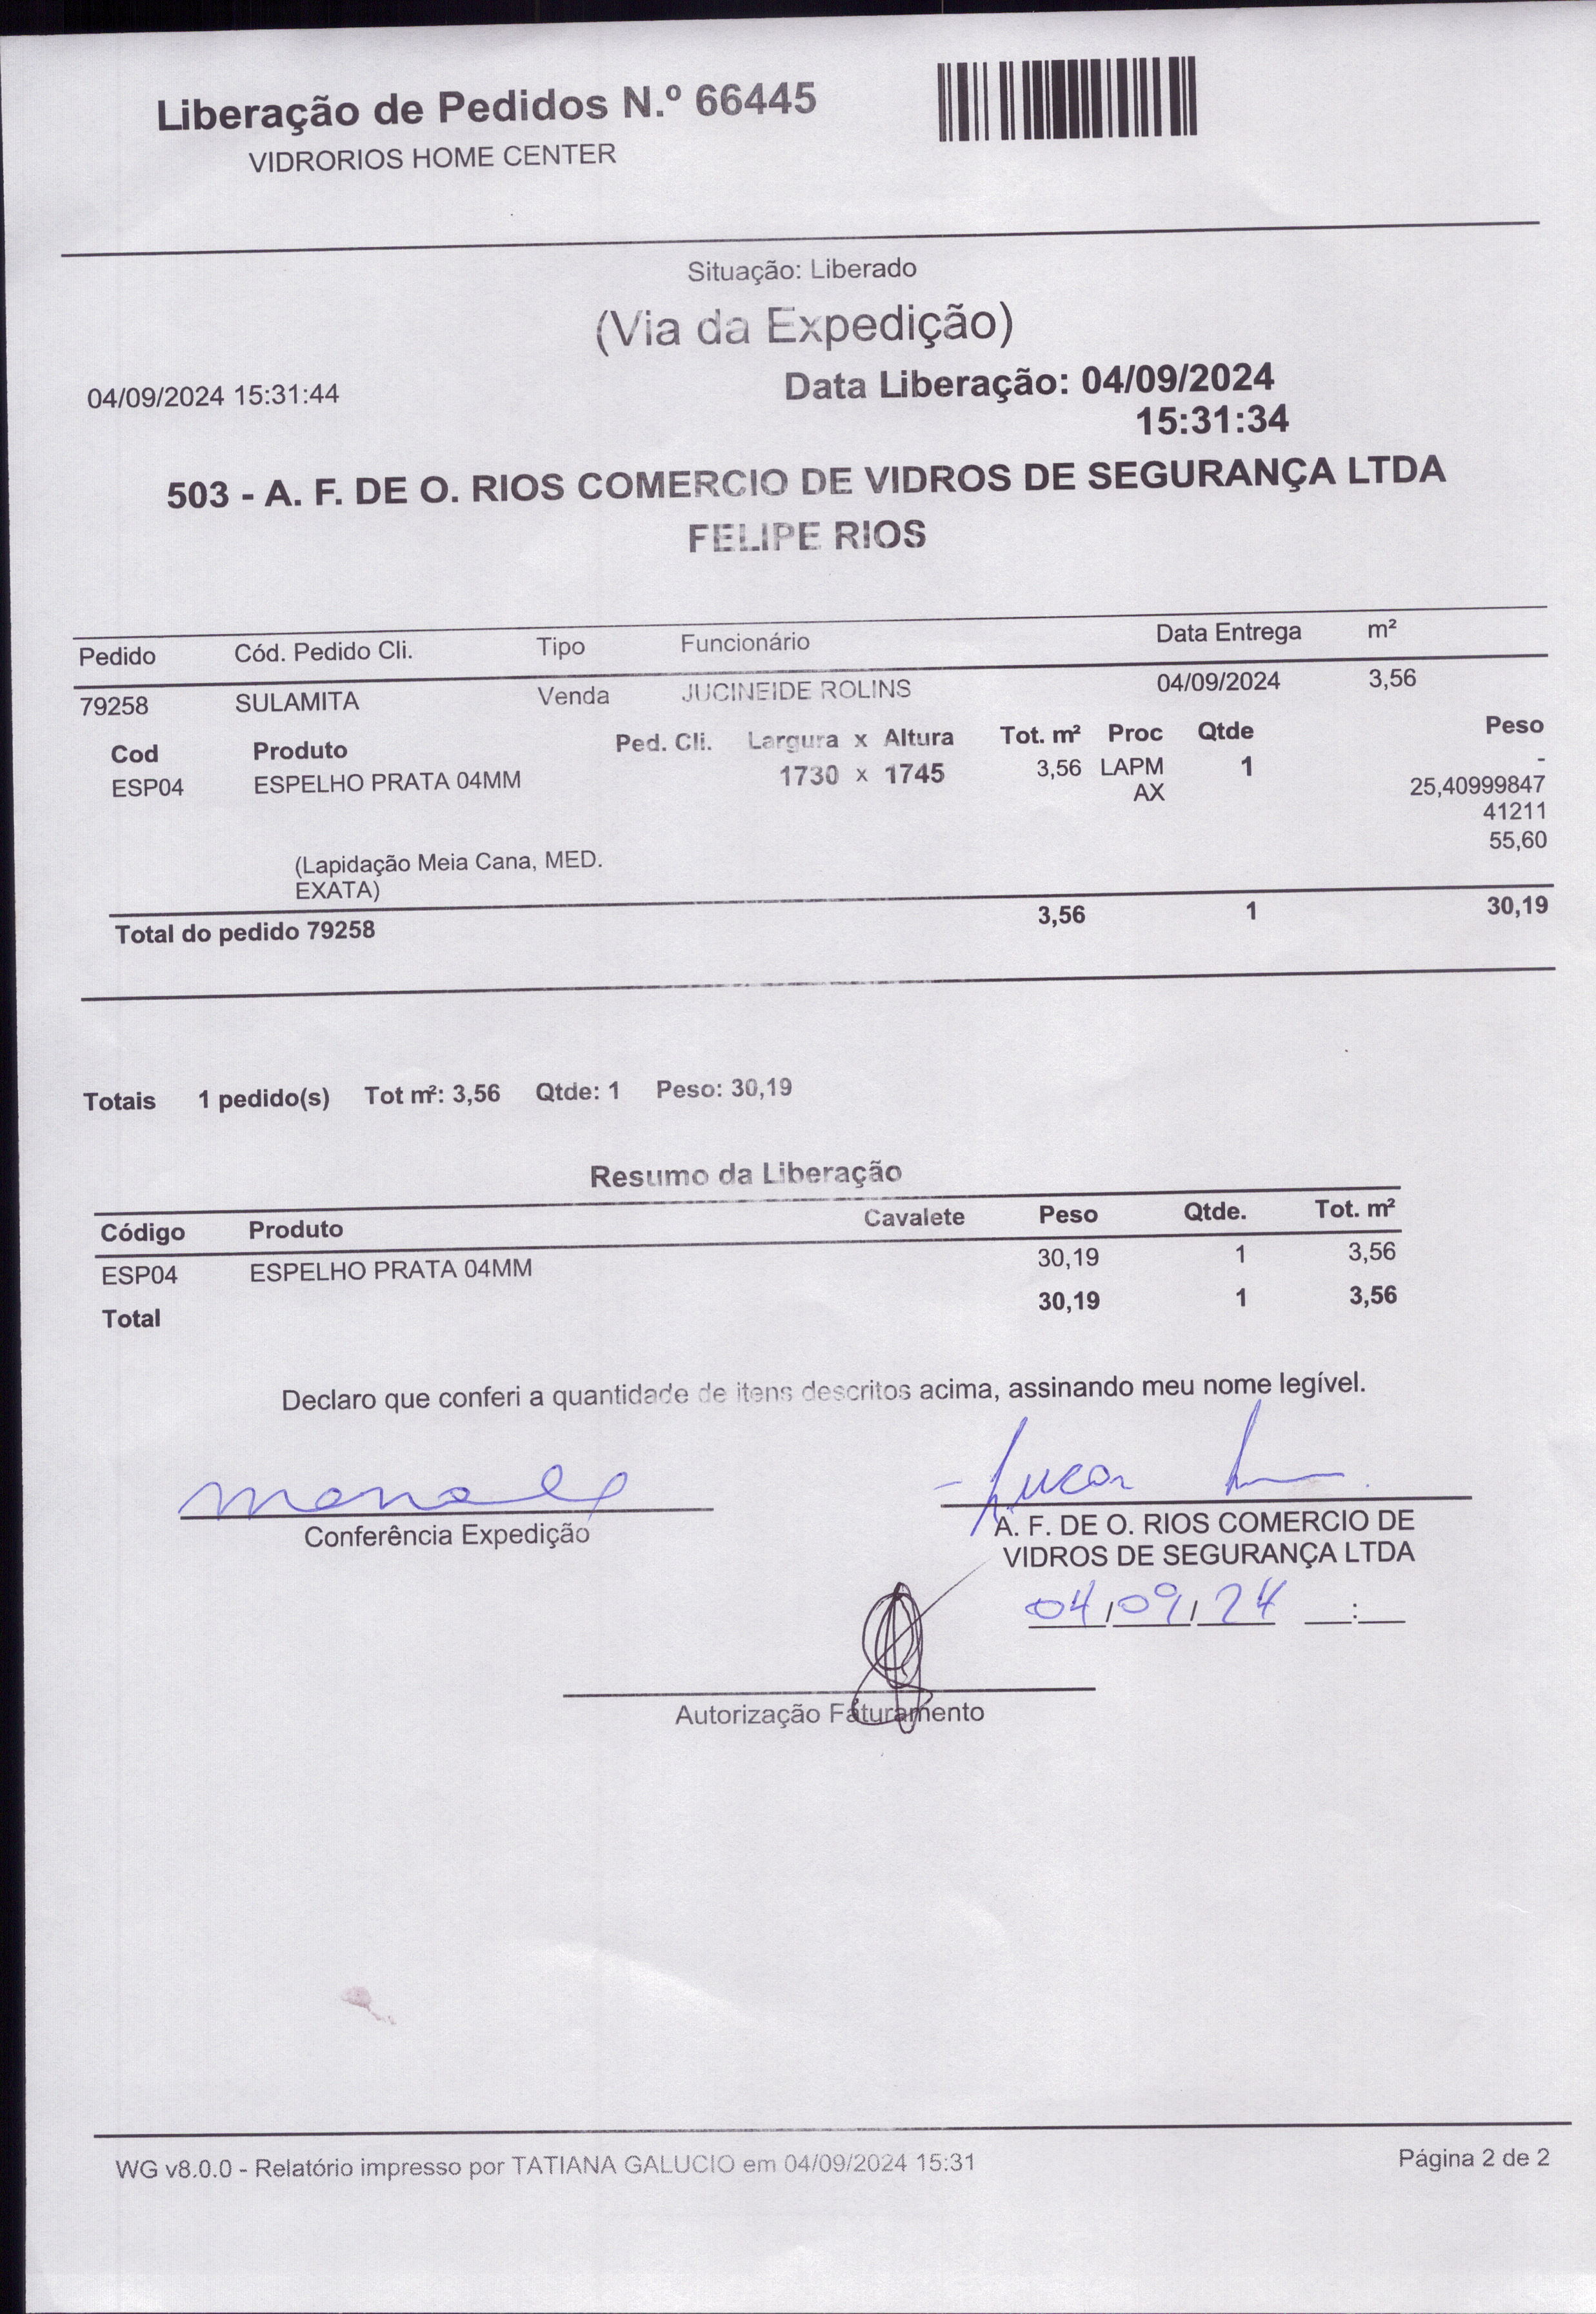 Liberação de Pedidos N.º 66445
VIDRORIOS HOME CENTER
Situação: Liberado
(Via da Expedição)
04/09/2024 15:31:44
Data Liberação: 04/09/2024
15:31:34
503 - A. F. DE O. RIOS COMERCIO DE VIDROS DE SEGURANÇA LTDA
FELIPE RIOS
Pedido Cód. Pedido Cli. Tipo Funcionário Data Entrega m²
79258 SULAMITA Venda JUCINEIDE ROLINS 04/09/2024 3,56
Cod Produto Ped. Cli. Largura x Altura Tot. m² Proc Qtde Peso
ESP04 ESPELHO PRATA 04MM 1730 x 1745 3,56 LAPM 1 -
AX 25,40999847
41211
55,60
(Lapidação Meia Cana, MED.
EXATA)
Total do pedido 79258 3,56 1 30,19
Totais 1 pedido(s) Tot m²: 3,56 Qtde: 1 Peso: 30,19
Resumo da Liberação
Código Produto Cavalete Peso Qtde. Tot. m²
ESP04 ESPELHO PRATA 04MM 30,19 1 3,56
Total 30,19 1 3,56
Declaro que conferi a quantidade de itens descritos acima, assinando meu nome legível.
Conferência Expedição
A. F. DE O. RIOS COMERCIO DE
VIDROS DE SEGURANÇA LTDA
04/09/24 __:__
Autorização Faturamento
WG v8.0.0 - Relatório impresso por TATIANA GALUCIO em 04/09/2024 15:31
Página 2 de 2